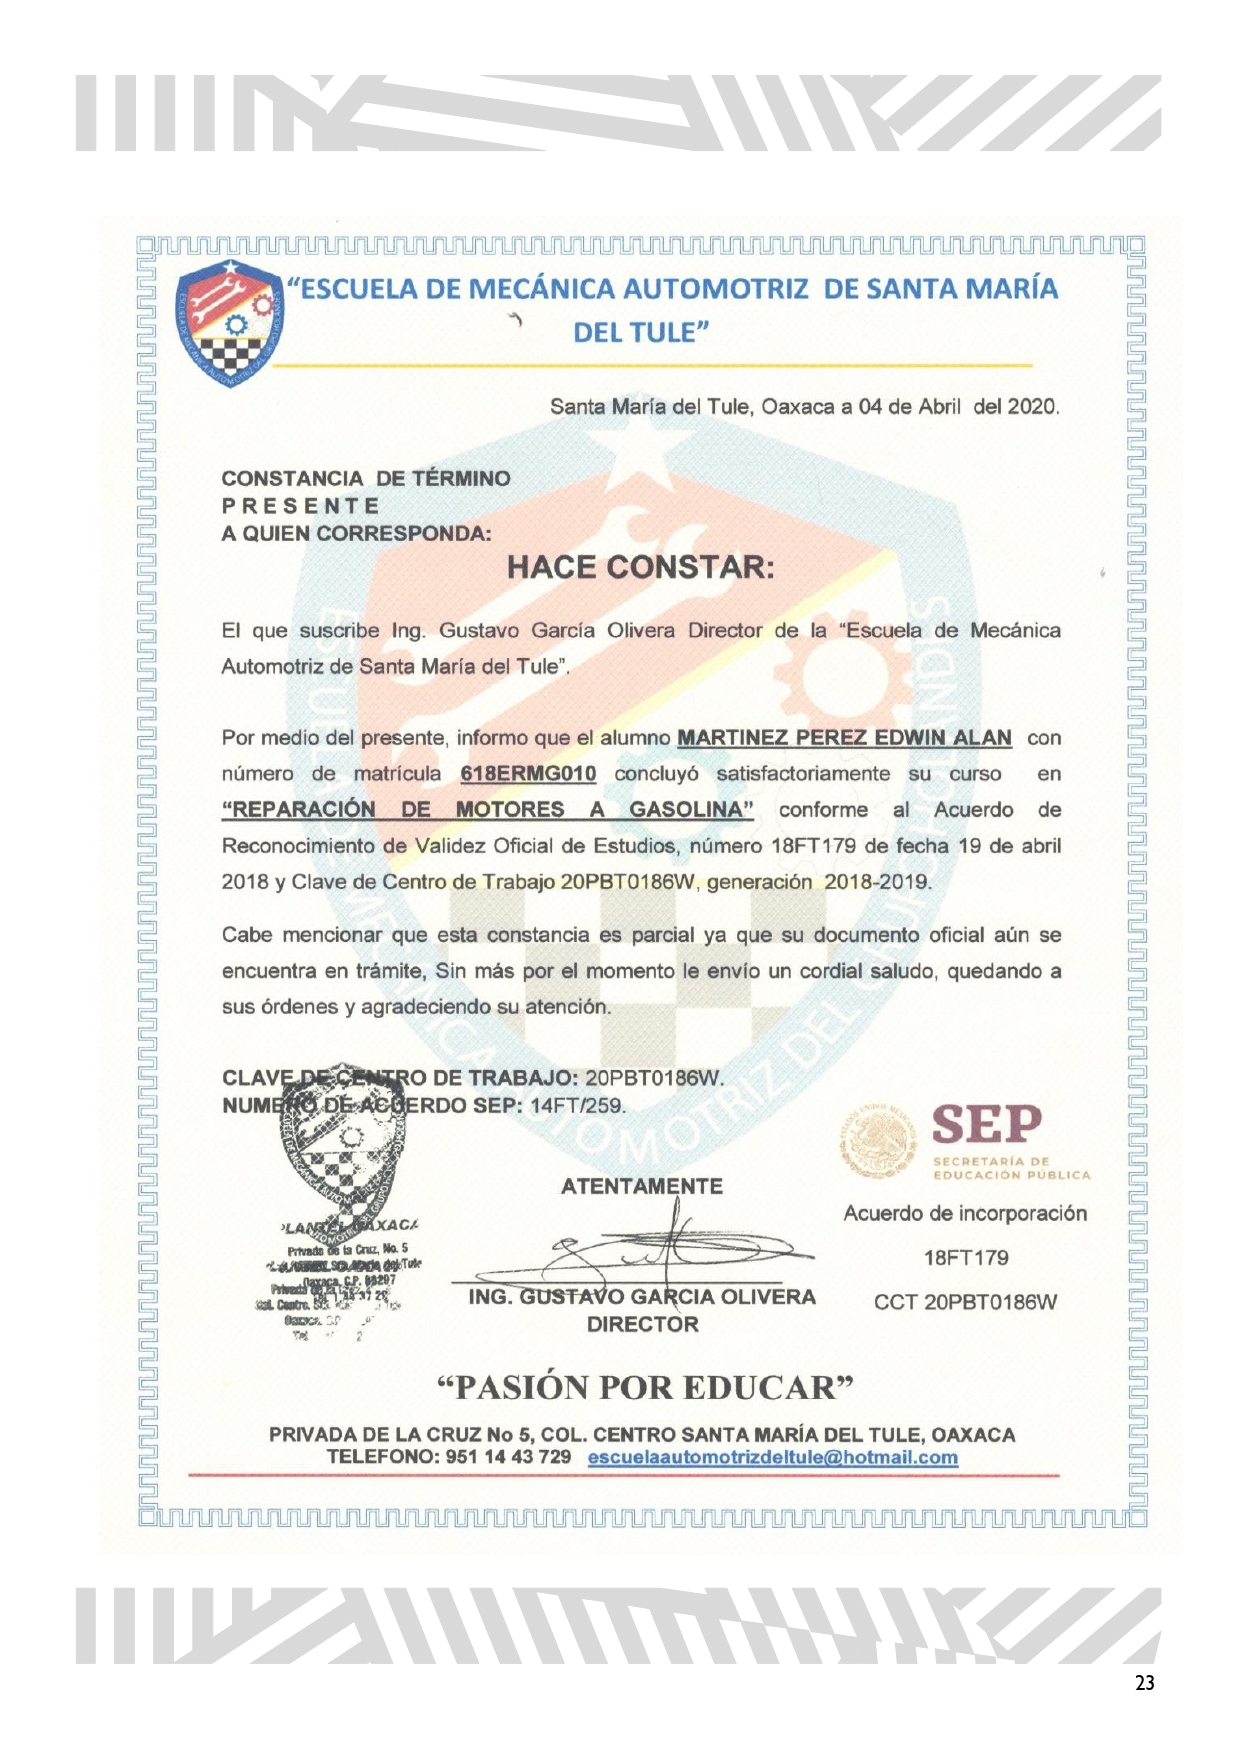 “ESCUELA DE MECÁNICA AUTOMOTRIZ DE SANTA MARÍA
DEL TULE”
Santa María del Tule, Oaxaca a 04 de Abril del 2020.
CONSTANCIA DE TÉRMINO
P R E S E N T E
A QUIEN CORRESPONDA:
HACE CONSTAR:
El que suscribe Ing. Gustavo García Olivera Director de la “Escuela de Mecánica
Automotriz de Santa María del Tule”.
Por medio del presente, informo que el alumno MARTINEZ PEREZ EDWIN ALAN con
número de matrícula 618ERMG010 concluyó satisfactoriamente su curso en
“REPARACIÓN DE MOTORES A GASOLINA” conforme al Acuerdo de
Reconocimiento de Validez Oficial de Estudios, número 18FT179 de fecha 19 de abril
2018 y Clave de Centro de Trabajo 20PBT0186W, generación 2018-2019.
Cabe mencionar que esta constancia es parcial ya que su documento oficial aún se
encuentra en trámite, Sin más por el momento le envío un cordial saludo, quedando a
sus órdenes y agradeciendo su atención.
CLAVE DE CENTRO DE TRABAJO: 20PBT0186W.
NUMERO DE ACUERDO SEP: 14FT/259.
SEP
SECRETARÍA DE
EDUCACIÓN PÚBLICA
ATENTAMENTE
Acuerdo de incorporación
18FT179
CCT 20PBT0186W
Privada de la Cruz, No. 5
Oaxaca, C.P. 68297
ING. GUSTAVO GARCIA OLIVERA
DIRECTOR
“PASIÓN POR EDUCAR”
PRIVADA DE LA CRUZ No 5, COL. CENTRO SANTA MARÍA DEL TULE, OAXACA
TELEFONO: 951 14 43 729 escuelaautomotrizdeltule@hotmail.com
23